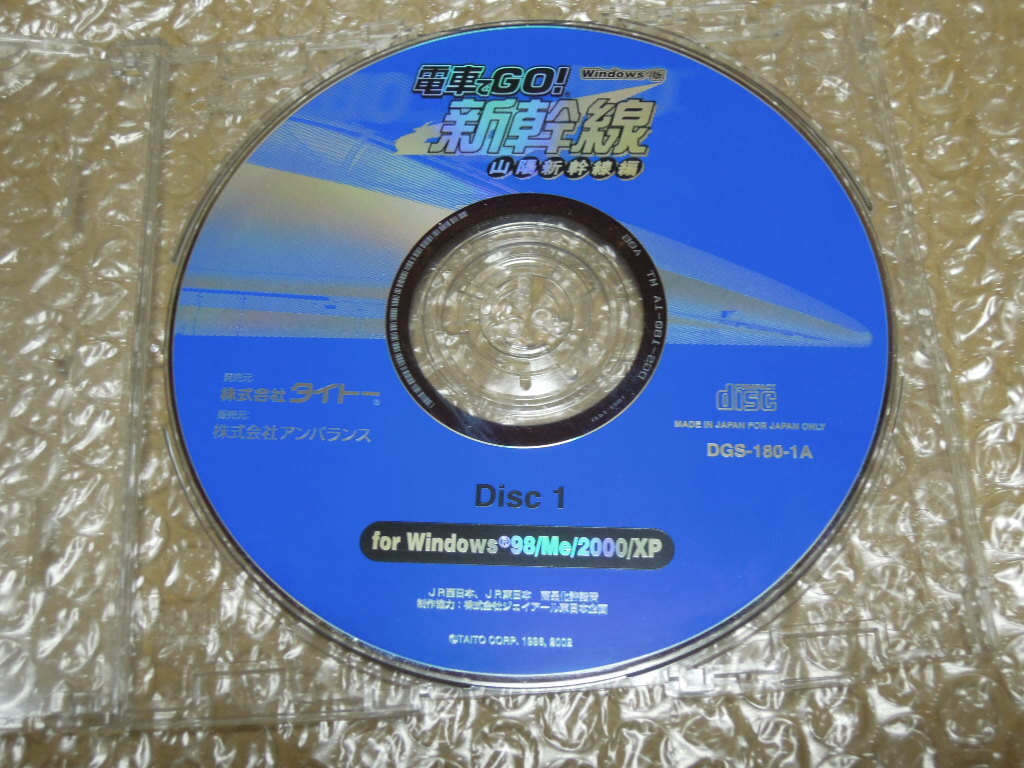 電車でGO!
Windows版
新幹線
山陽新幹線編
発売元:
株式会社 タイトー®
販売元:
株式会社アンバランス
COMPACT
disc
MADE IN JAPAN FOR JAPAN ONLY
DGS-180-1A
Disc 1
for Windows®98/Me/2000/XP
JR西日本、JR東日本 商品化許諾済
制作協力:株式会社ジェイアール東日本企画
©TAITO CORP. 1996, 2002